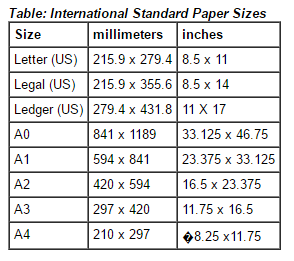 Table: International Standard Paper Sizes
Size millimeters inches
Letter (US) 215.9 x 279.4 8.5 x 11
Legal (US) 215.9 x 355.6 8.5 x 14
Ledger (US) 279.4 x 431.8 11 X 17
A0 841 x 1189 33.125 x 46.75
A1 594 x 841 23.375 x 33.125
A2 420 x 594 16.5 x 23.375
A3 297 x 420 11.75 x 16.5
A4 210 x 297 �8.25 x11.75